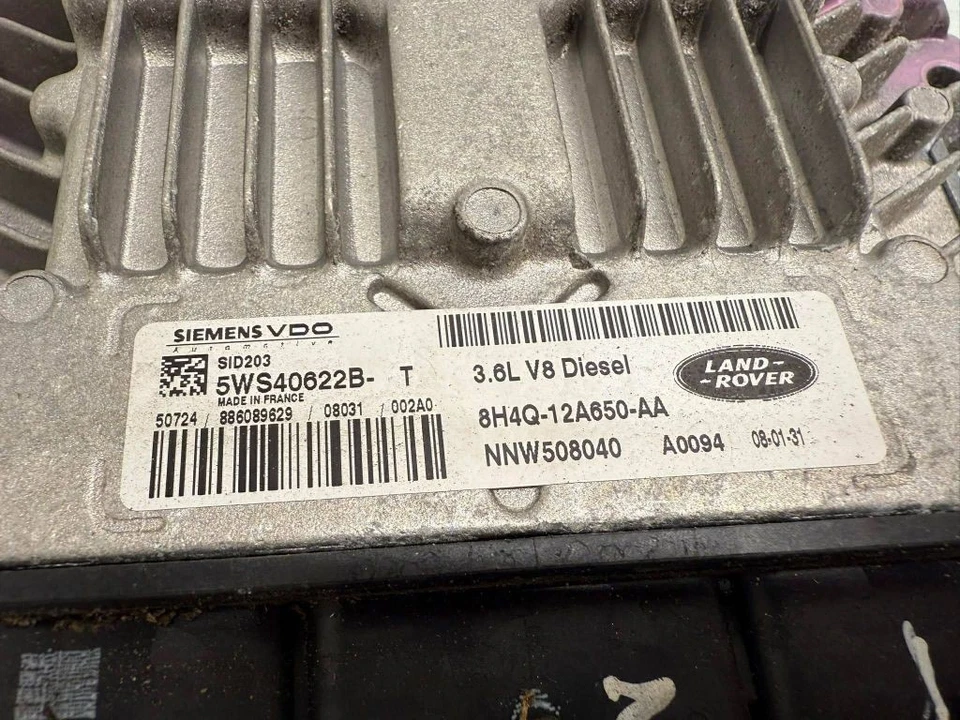 SIEMENS VDO
Automotive
SID203
5WS40622B- T
MADE IN FRANCE
50724 / 886089629 / 08031 / 002A0
3.6L V8 Diesel
LAND-
-ROVER
8H4Q-12A650-AA
NNW508040 A0094 08-01-31